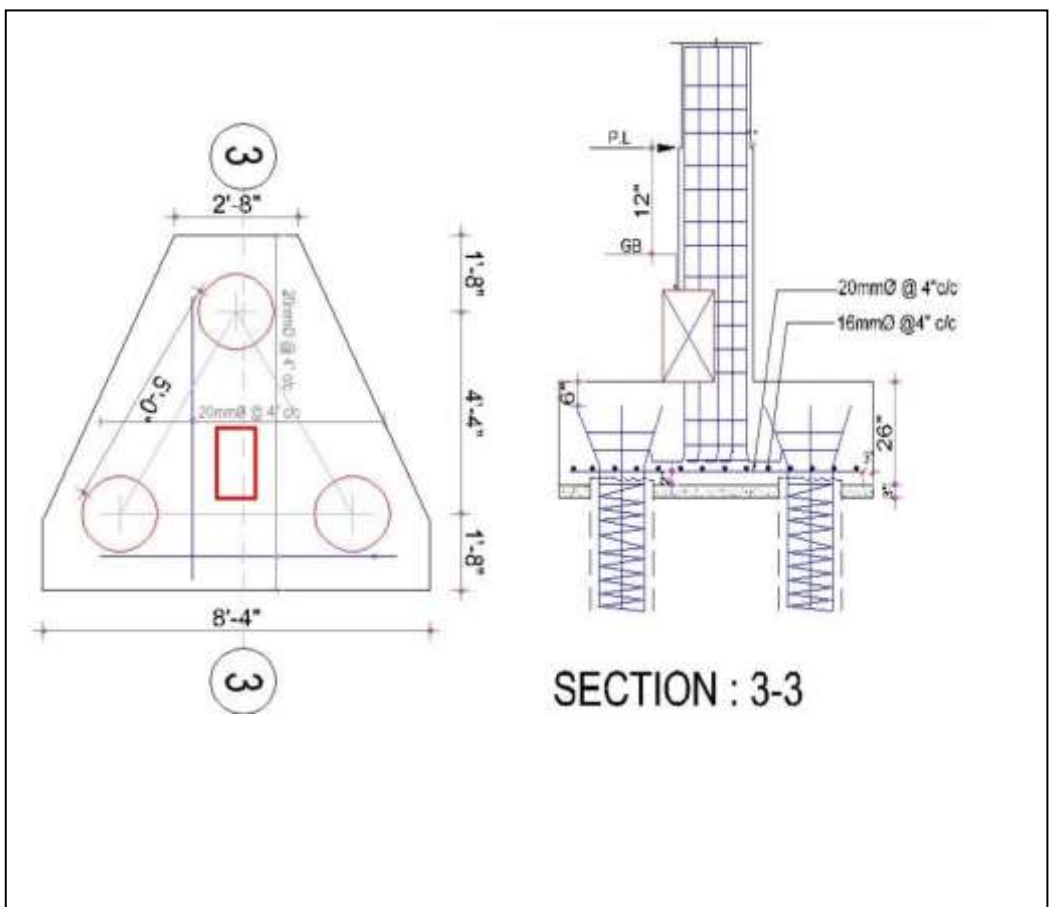 3
2'-8"
1'-8"
20mmØ @ 4" c/c
5'-0"
4'-4"
20mmØ @ 4" c/c
1'-8"
8'-4"
3
P.L
12"
GB
20mmØ @ 4"c/c
16mmØ @4" c/c
6"
26"
3"
SECTION : 3-3